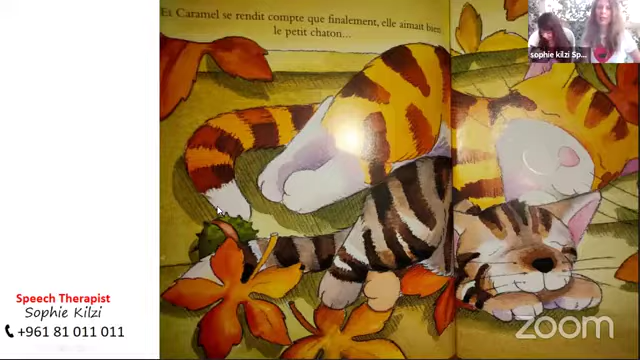 Et Caramel se rendit compte que finalement, elle aimait bien
le petit chaton...
sophie kilzi Sp...
Speech Therapist
Sophie Kilzi
+961 81 011 011
zoom